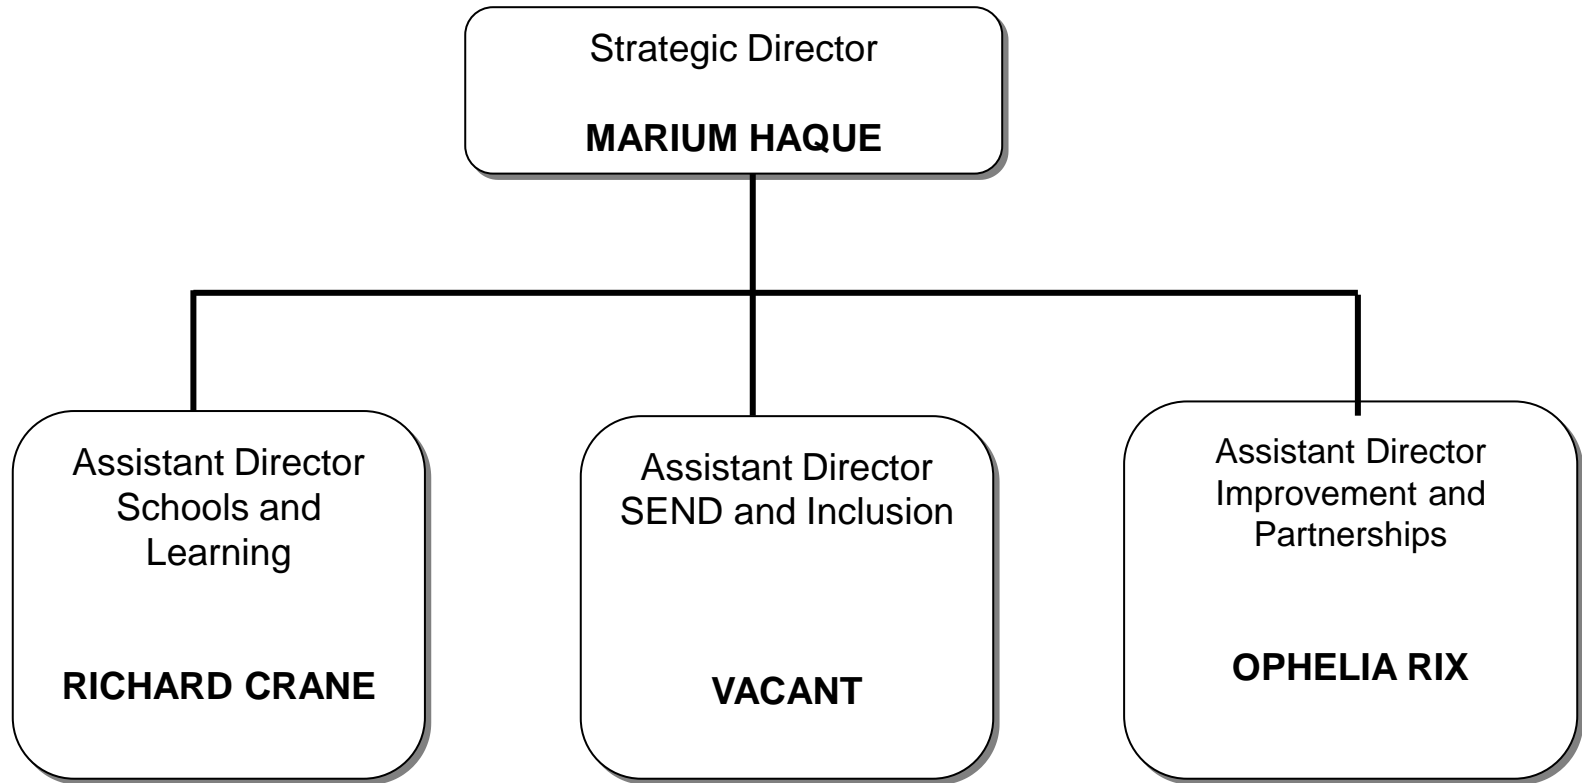 Strategic Director
MARIUM HAQUE
Assistant Director
Schools and
Learning
RICHARD CRANE
Assistant Director
SEND and Inclusion
VACANT
Assistant Director
Improvement and
Partnerships
OPHELIA RIX